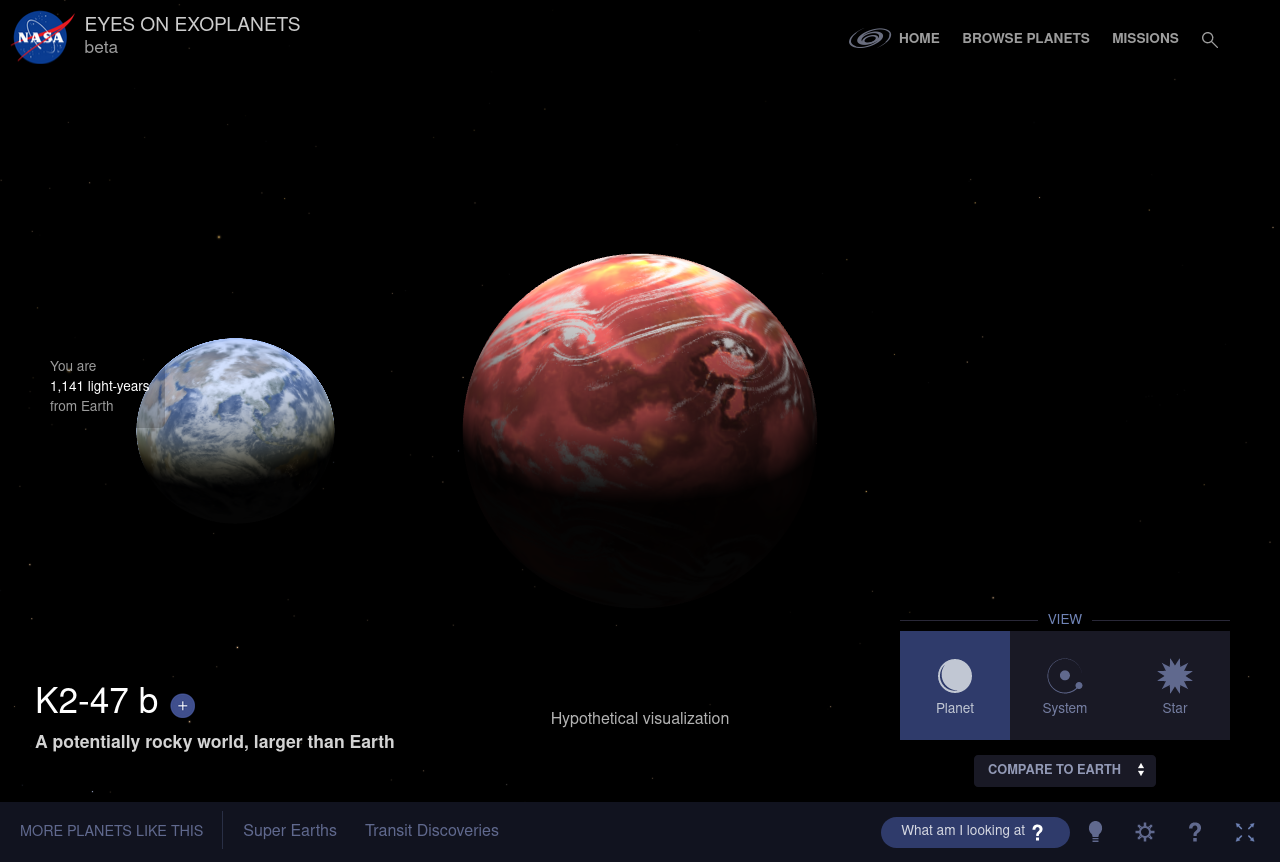 NASA
EYES ON EXOPLANETS
beta
HOME
BROWSE PLANETS
MISSIONS
You are
1,141 light-years
from Earth
VIEW
Planet
System
Star
K2-47 b +
A potentially rocky world, larger than Earth
Hypothetical visualization
COMPARE TO EARTH
MORE PLANETS LIKE THIS
Super Earths
Transit Discoveries
What am I looking at ?
?